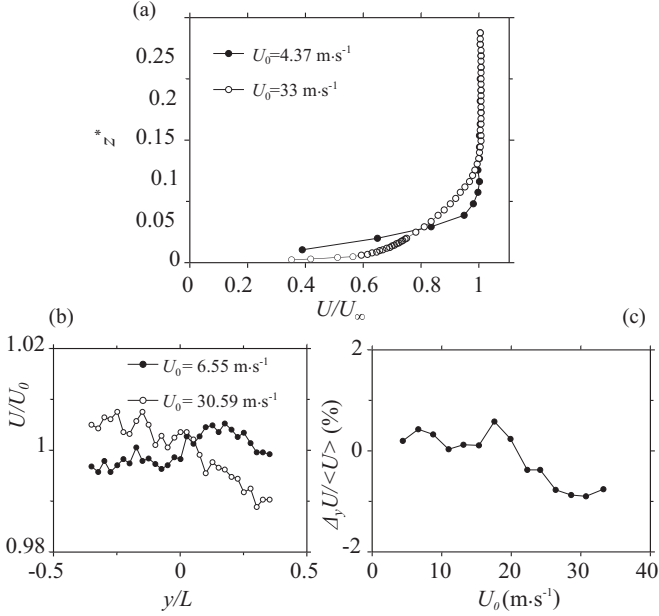 (a)
0.25
0.2
0.15
0.05
0
z*
U₀=4.37 m·s⁻¹
U₀=33 m·s⁻¹
0 0.2 0.4 0.6 0.8 1
U/U∞
(b)
(c)
1.02
1
0.98
U/U₀
U₀= 6.55 m·s⁻¹
U₀= 30.59 m·s⁻¹
-0.5 0 0.5
y/L
2
0
-2
ΔyU/<U> (%)
0 10 20 30 40
U₀(m·s⁻¹)